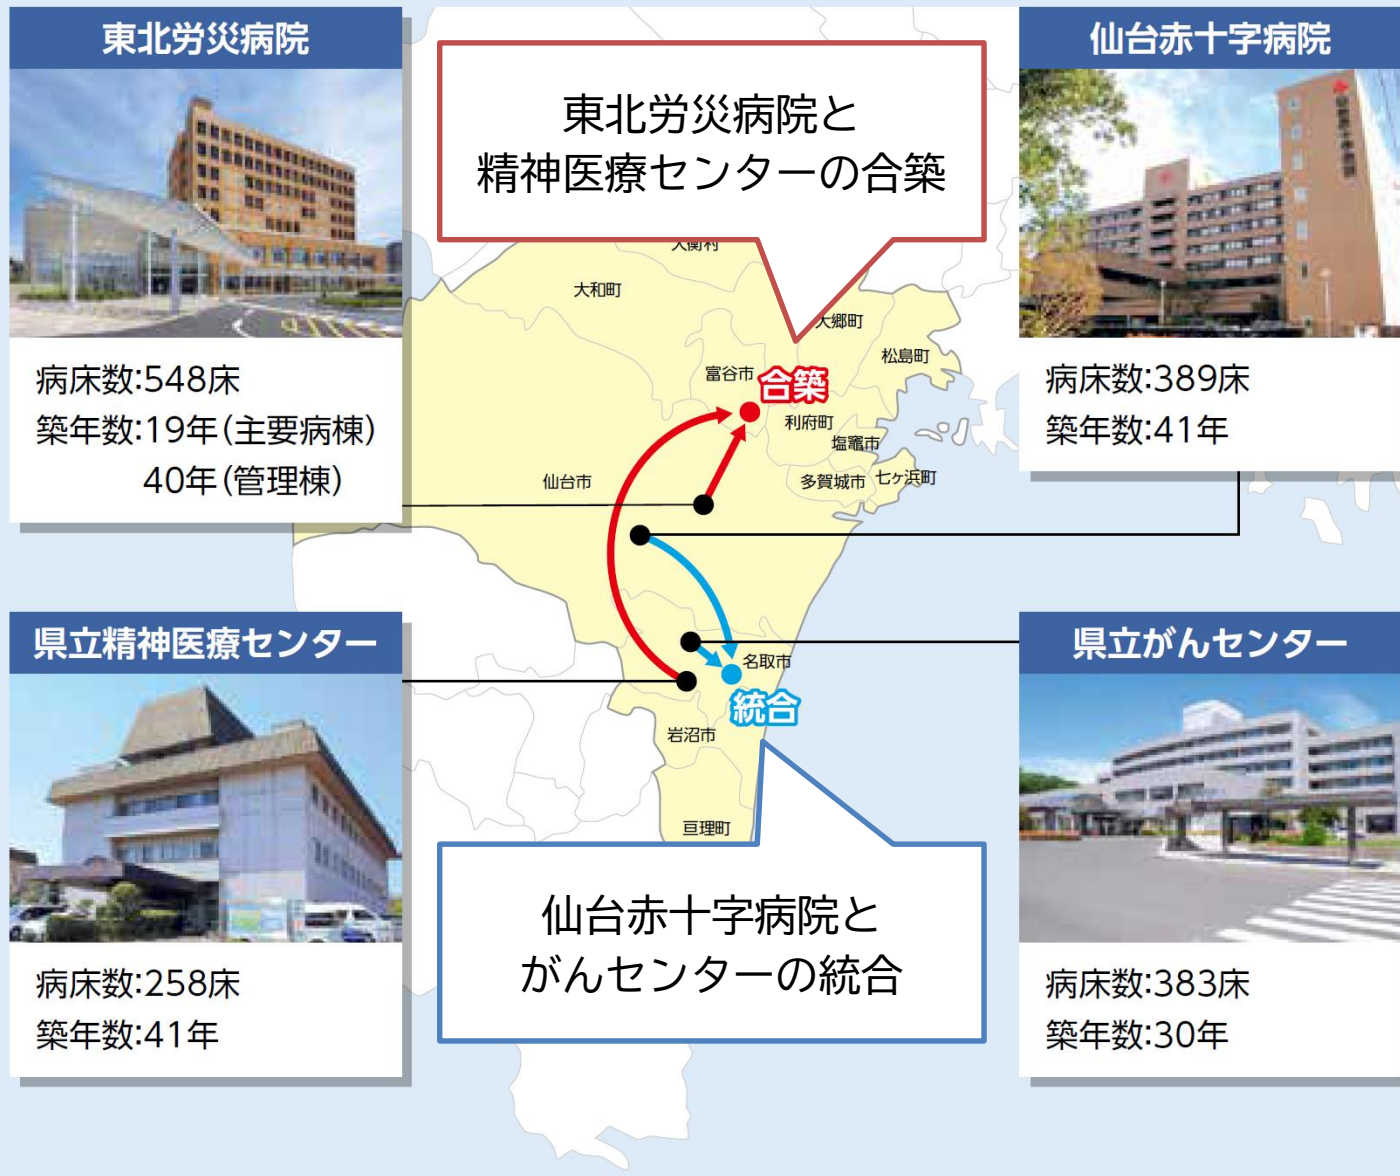 東北労災病院
病床数:548床
築年数:19年(主要病棟)
40年(管理棟)
東北労災病院と
精神医療センターの合築
仙台赤十字病院
病床数:389床
築年数:41年
大衡村
大和町
大郷町
松島町
富谷市
合築
利府町
塩竈市
多賀城市
七ヶ浜町
仙台市
名取市
統合
岩沼市
亘理町
県立精神医療センター
病床数:258床
築年数:41年
仙台赤十字病院と
がんセンターの統合
県立がんセンター
病床数:383床
築年数:30年